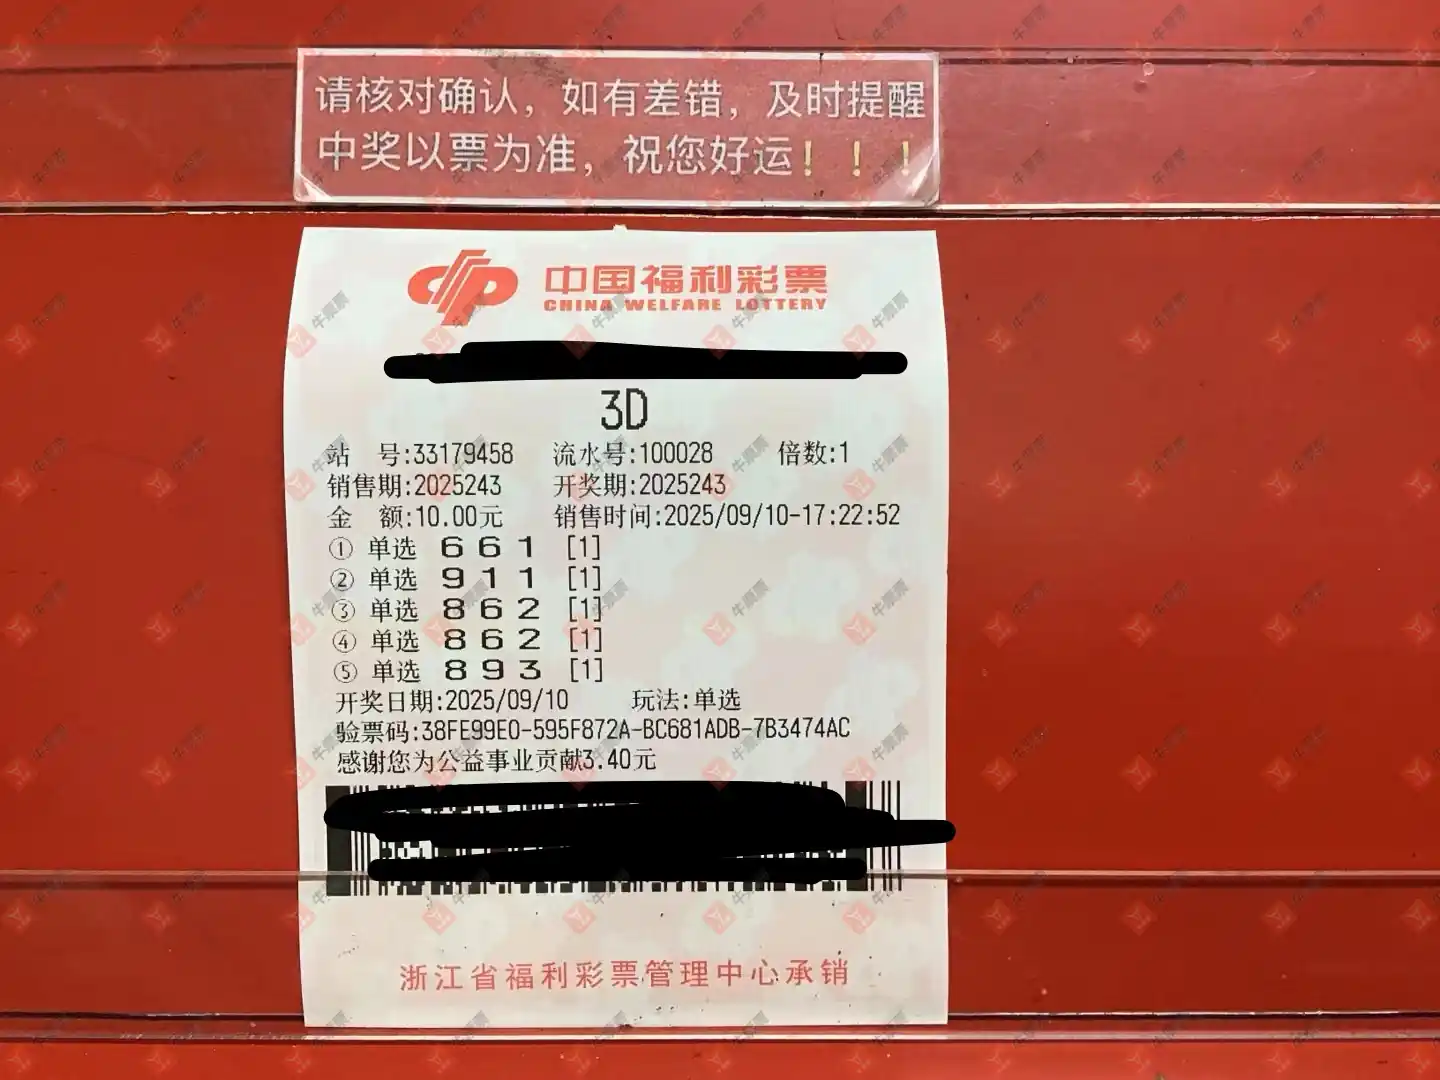 请核对确认，如有差错，及时提醒
中奖以票为准，祝您好运！！！
中国福利彩票
CHINA WELFARE LOTTERY
3D
站 号:33179458 流水号:100028 倍数:1
销售期:2025243 开奖期:2025243
金 额:10.00元 销售时间:2025/09/10-17:22:52
① 单选 6 6 1 [1]
② 单选 9 1 1 [1]
③ 单选 8 6 2 [1]
④ 单选 8 6 2 [1]
⑤ 单选 8 9 3 [1]
开奖日期:2025/09/10 玩法:单选
验票码:38FE99E0-595F872A-BC681ADB-7B3474AC
感谢您为公益事业贡献3.40元
浙江省福利彩票管理中心承销
牛票票